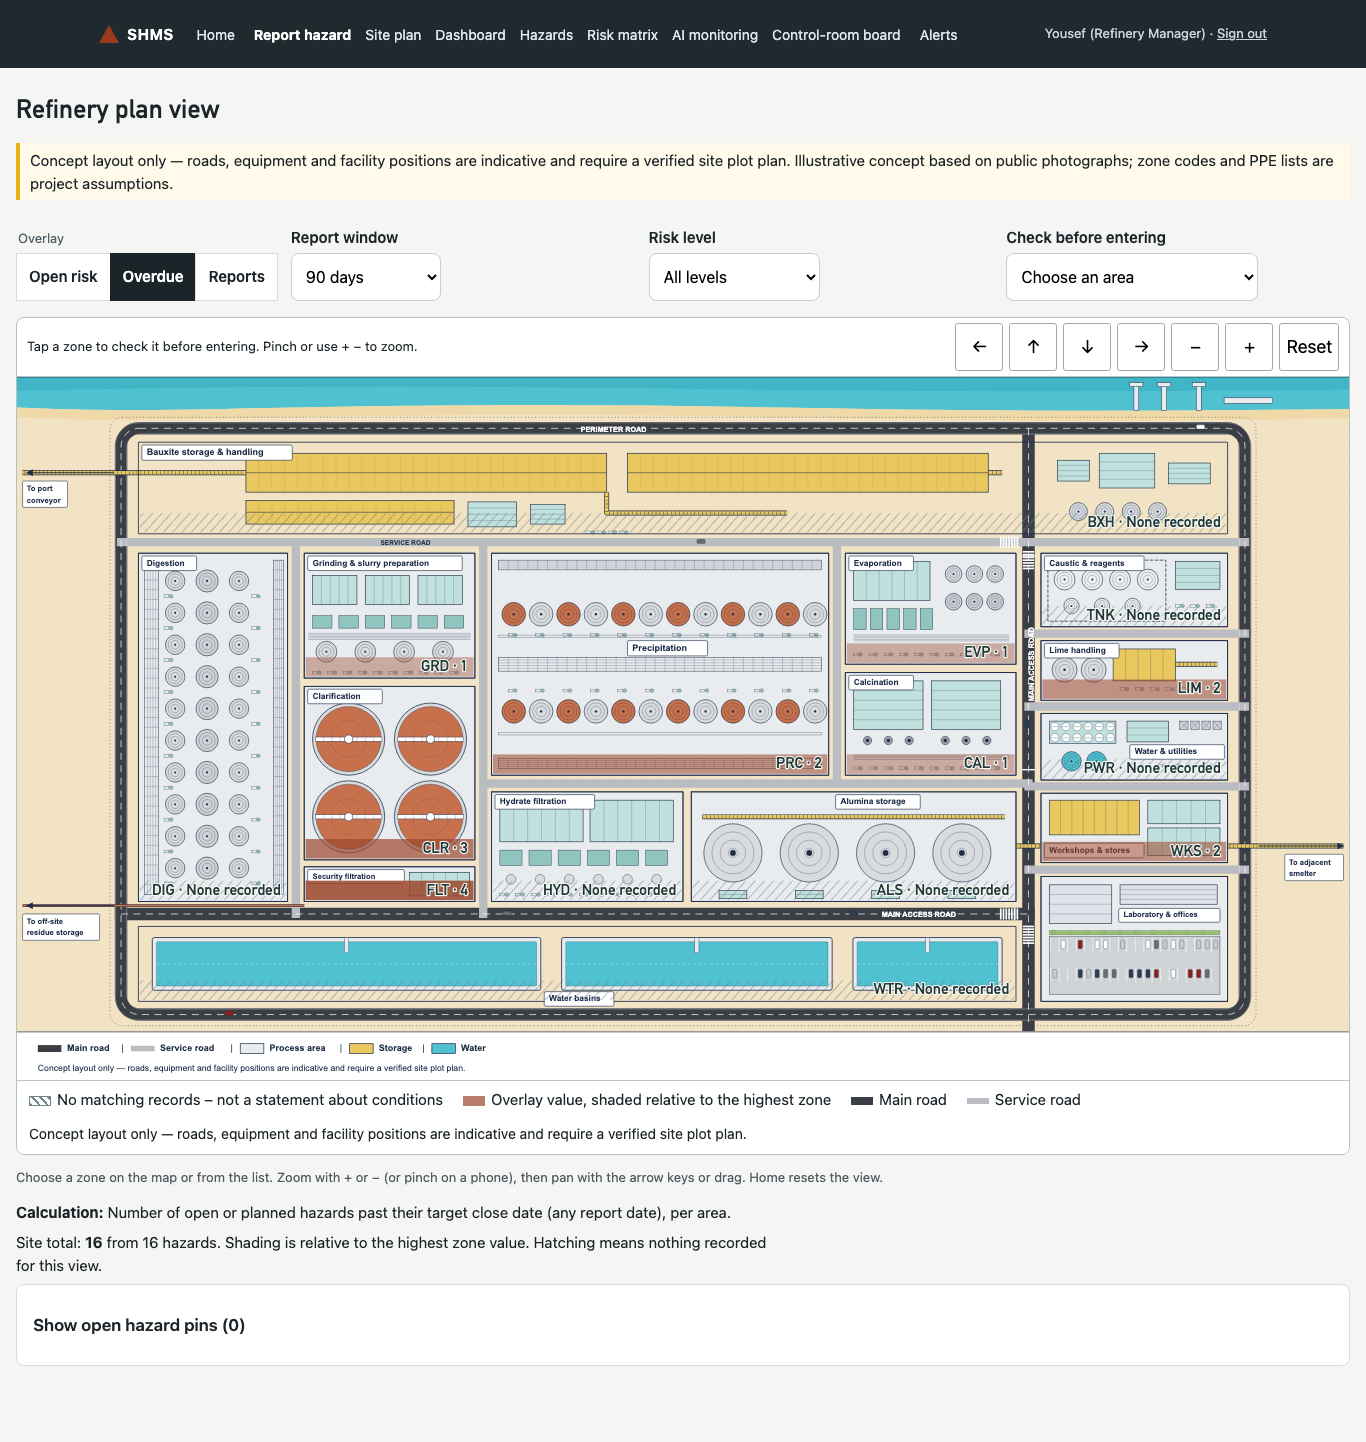 SHMS Home Report hazard Site plan Dashboard Hazards Risk matrix AI monitoring Control-room board Alerts Yousef (Refinery Manager) · Sign out
Refinery plan view
Concept layout only — roads, equipment and facility positions are indicative and require a verified site plot plan. Illustrative concept based on public photographs; zone codes and PPE lists are
project assumptions.
Overlay Report window Risk level Check before entering
Open risk Overdue Reports 90 days All levels Choose an area
Tap a zone to check it before entering. Pinch or use + – to zoom. ← ↑ ↓ → – + Reset
PERIMETER ROAD
Bauxite storage & handling
To port
conveyor
BXH · None recorded
SERVICE ROAD
Digestion
Grinding & slurry preparation
Evaporation
Caustic & reagents
TNK · None recorded
MAIN ACCESS ROAD
Precipitation
Lime handling
EVP · 1
GRD · 1
Calcination
LIM · 2
Clarification
Water & utilities
PRC · 2
CAL · 1
PWR · None recorded
Hydrate filtration
Alumina storage
CLR · 3
Workshops & stores
WKS · 2
To adjacent
smelter
Security filtration
DIG · None recorded
FLT · 4
HYD · None recorded
ALS · None recorded
To off-site
residue storage
MAIN ACCESS ROAD
Laboratory & offices
WTR · None recorded
Water basins
Main road | Service road | Process area | Storage | Water
Concept layout only — roads, equipment and facility positions are indicative and require a verified site plot plan.
No matching records – not a statement about conditions Overlay value, shaded relative to the highest zone Main road Service road
Concept layout only — roads, equipment and facility positions are indicative and require a verified site plot plan.
Choose a zone on the map or from the list. Zoom with + or – (or pinch on a phone), then pan with the arrow keys or drag. Home resets the view.
Calculation: Number of open or planned hazards past their target close date (any report date), per area.
Site total: 16 from 16 hazards. Shading is relative to the highest zone value. Hatching means nothing recorded
for this view.
Show open hazard pins (0)